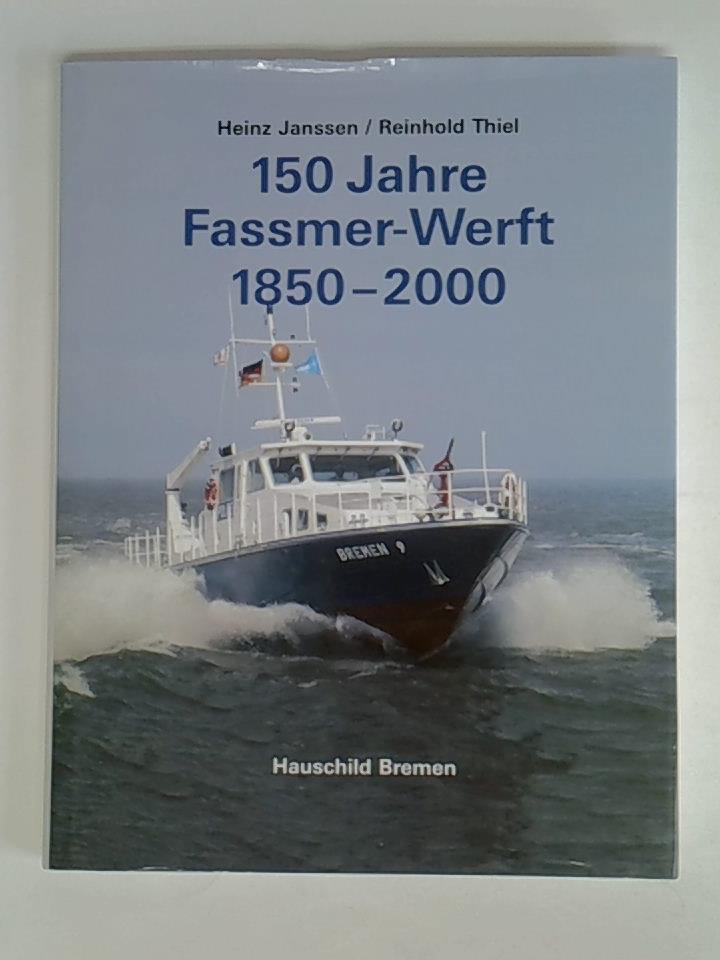 Heinz Janssen / Reinhold Thiel
150 Jahre
Fassmer-Werft
1850–2000
BREMEN 9
Hauschild Bremen